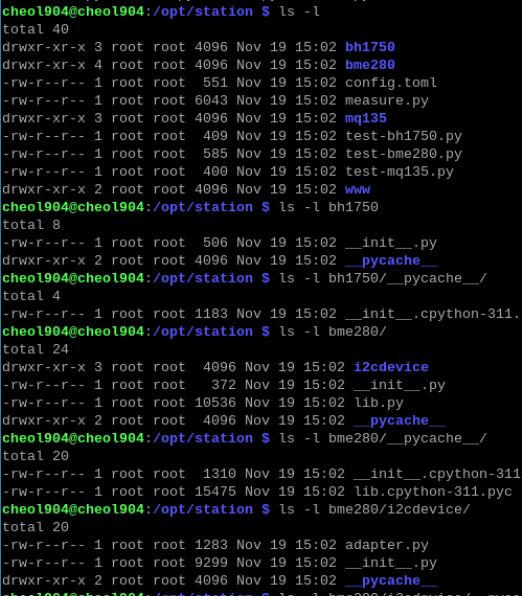 cheol904@cheol904:/opt/station $ ls -l
total 40
drwxr-xr-x 3 root root 4096 Nov 19 15:02 bh1750
drwxr-xr-x 4 root root 4096 Nov 19 15:02 bme280
-rw-r--r-- 1 root root  551 Nov 19 15:02 config.toml
-rw-r--r-- 1 root root 6043 Nov 19 15:02 measure.py
drwxr-xr-x 3 root root 4096 Nov 19 15:02 mq135
-rw-r--r-- 1 root root  409 Nov 19 15:02 test-bh1750.py
-rw-r--r-- 1 root root  585 Nov 19 15:02 test-bme280.py
-rw-r--r-- 1 root root  400 Nov 19 15:02 test-mq135.py
drwxr-xr-x 2 root root 4096 Nov 19 15:02 www
cheol904@cheol904:/opt/station $ ls -l bh1750
total 8
-rw-r--r-- 1 root root  506 Nov 19 15:02 __init__.py
drwxr-xr-x 2 root root 4096 Nov 19 15:02 __pycache__
cheol904@cheol904:/opt/station $ ls -l bh1750/__pycache__/
total 4
-rw-r--r-- 1 root root 1183 Nov 19 15:02 __init__.cpython-311.
cheol904@cheol904:/opt/station $ ls -l bme280/
total 24
drwxr-xr-x 3 root root  4096 Nov 19 15:02 i2cdevice
-rw-r--r-- 1 root root   372 Nov 19 15:02 __init__.py
-rw-r--r-- 1 root root 10536 Nov 19 15:02 lib.py
drwxr-xr-x 2 root root  4096 Nov 19 15:02 __pycache__
cheol904@cheol904:/opt/station $ ls -l bme280/__pycache__/
total 20
-rw-r--r-- 1 root root  1310 Nov 19 15:02 __init__.cpython-311
-rw-r--r-- 1 root root 15475 Nov 19 15:02 lib.cpython-311.pyc
cheol904@cheol904:/opt/station $ ls -l bme280/i2cdevice/
total 20
-rw-r--r-- 1 root root 1283 Nov 19 15:02 adapter.py
-rw-r--r-- 1 root root 9299 Nov 19 15:02 __init__.py
drwxr-xr-x 2 root root 4096 Nov 19 15:02 __pycache__